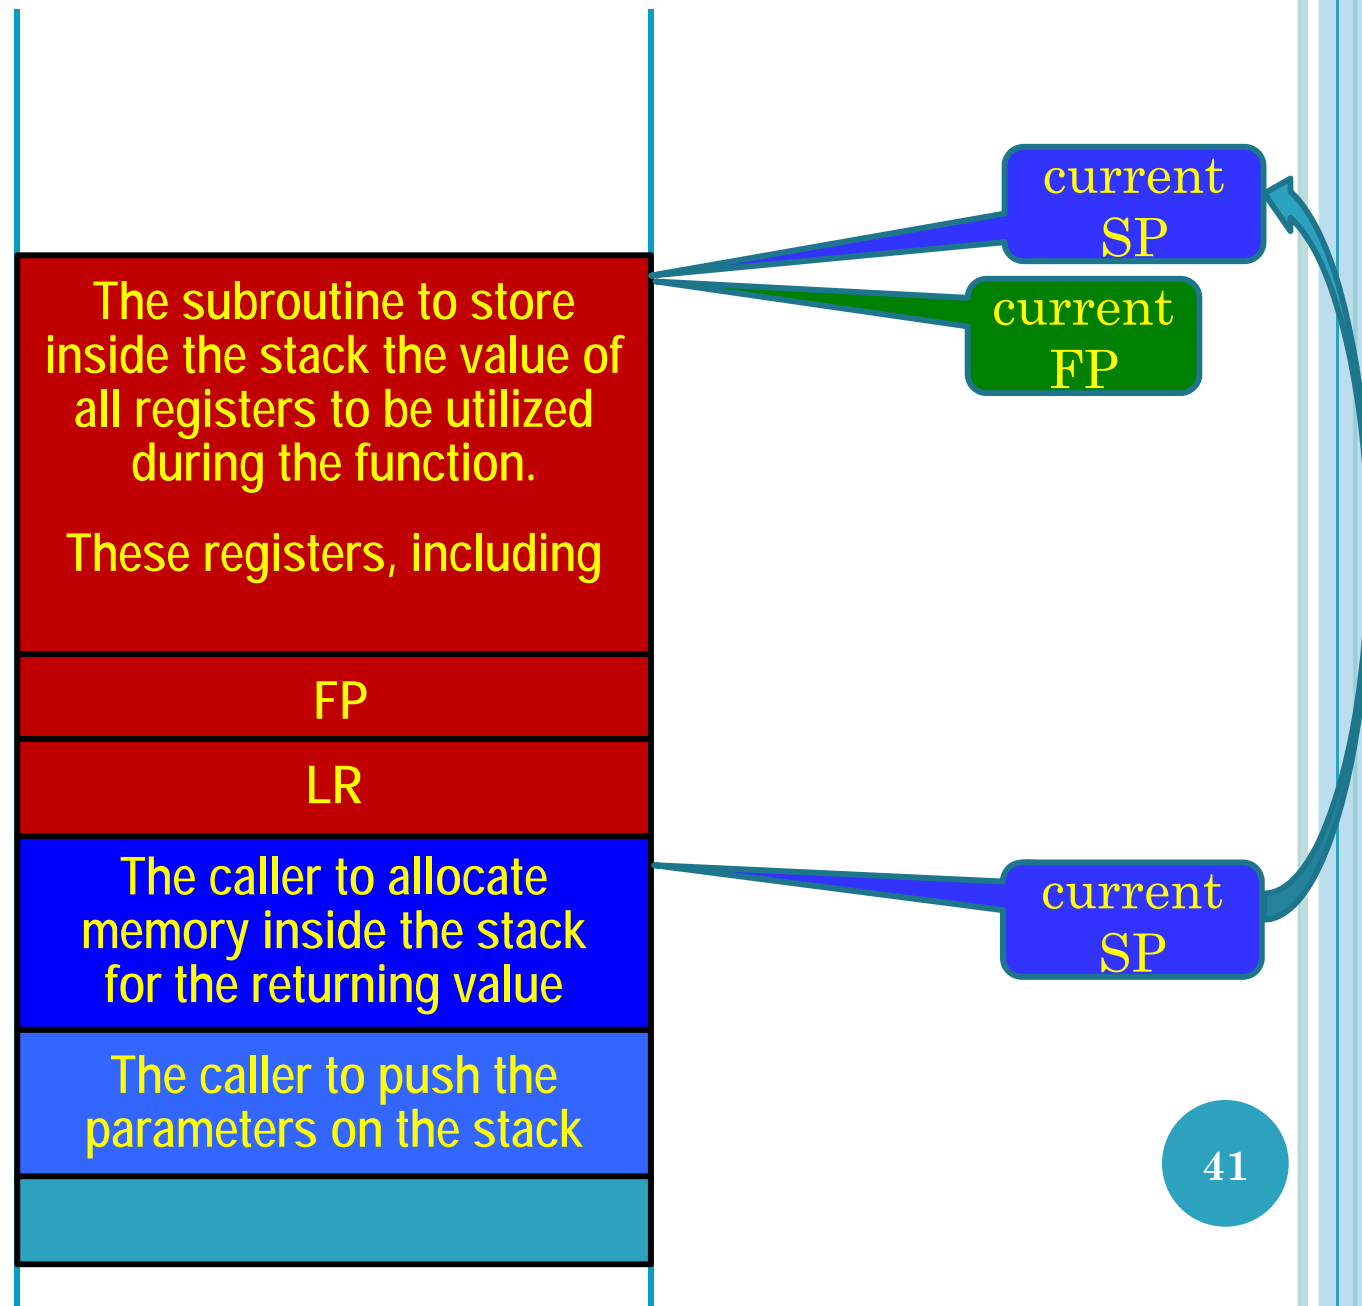 current
SP
current
FP
The subroutine to store
inside the stack the value of
all registers to be utilized
during the function.
These registers, including
FP
LR
The caller to allocate
memory inside the stack
for the returning value
current
SP
The caller to push the
parameters on the stack
41